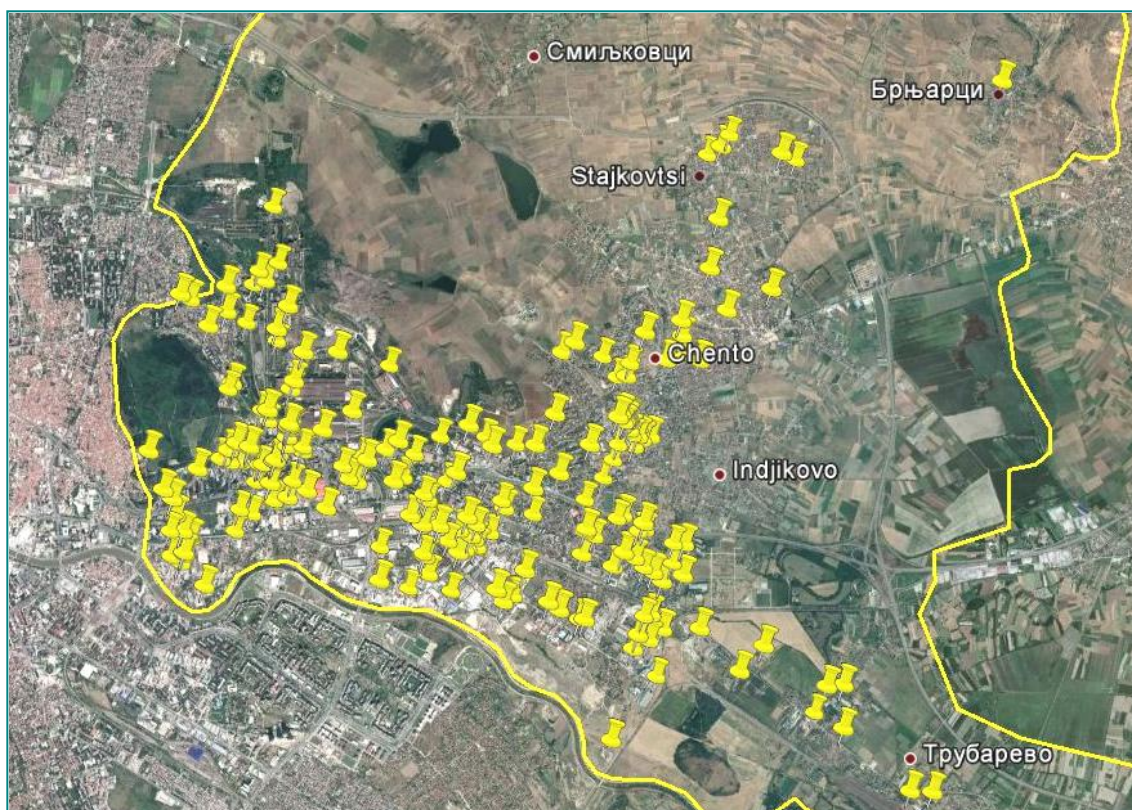 Смиљковци
Брњарци
Stajkovtsi
Chento
Indjikovo
Трубарево